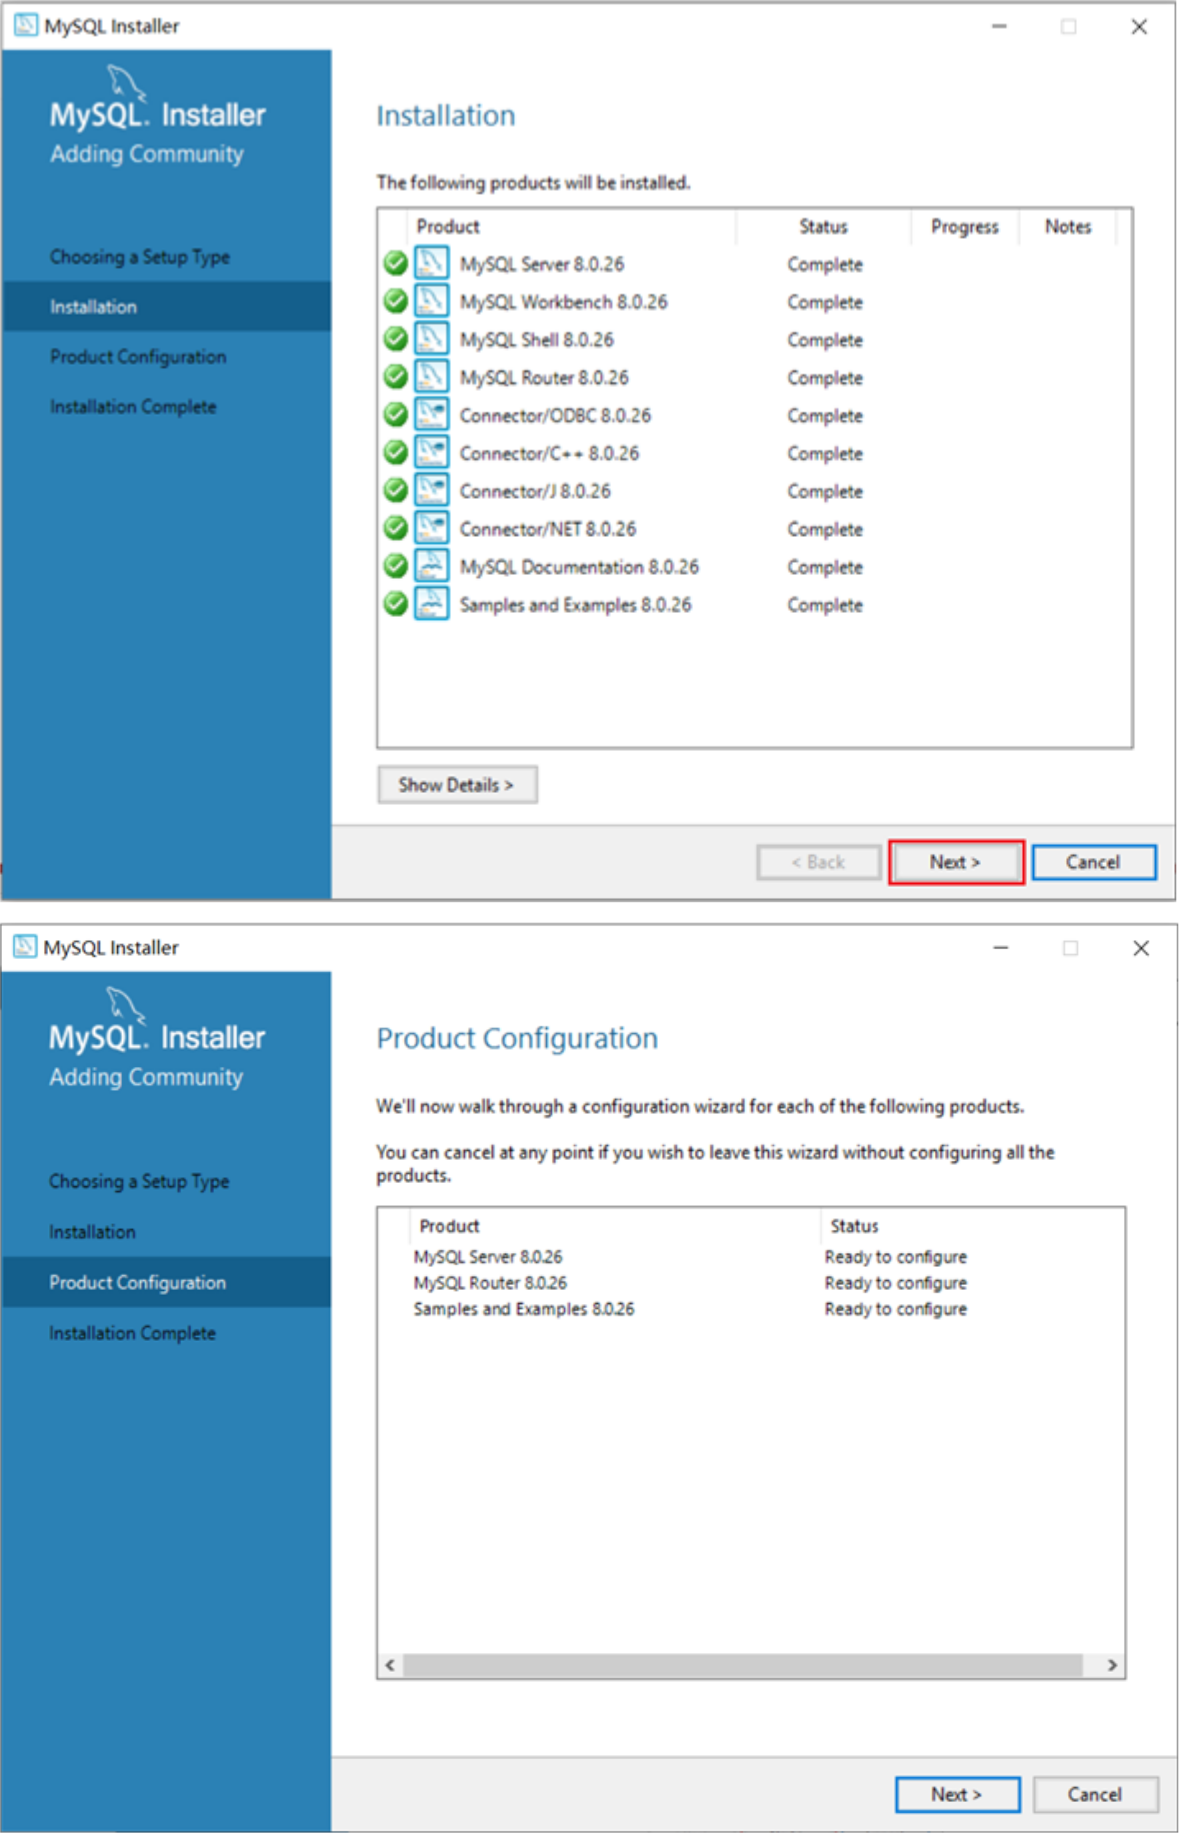 MySQL Installer
MySQL. Installer
Adding Community
Choosing a Setup Type
Installation
Product Configuration
Installation Complete
Installation
The following products will be installed.
Product Status Progress Notes
MySQL Server 8.0.26 Complete
MySQL Workbench 8.0.26 Complete
MySQL Shell 8.0.26 Complete
MySQL Router 8.0.26 Complete
Connector/ODBC 8.0.26 Complete
Connector/C++ 8.0.26 Complete
Connector/J 8.0.26 Complete
Connector/NET 8.0.26 Complete
MySQL Documentation 8.0.26 Complete
Samples and Examples 8.0.26 Complete
Show Details >
< Back Next > Cancel
MySQL Installer
MySQL. Installer
Adding Community
Choosing a Setup Type
Installation
Product Configuration
Installation Complete
Product Configuration
We'll now walk through a configuration wizard for each of the following products.
You can cancel at any point if you wish to leave this wizard without configuring all the
products.
Product Status
MySQL Server 8.0.26 Ready to configure
MySQL Router 8.0.26 Ready to configure
Samples and Examples 8.0.26 Ready to configure
Next > Cancel